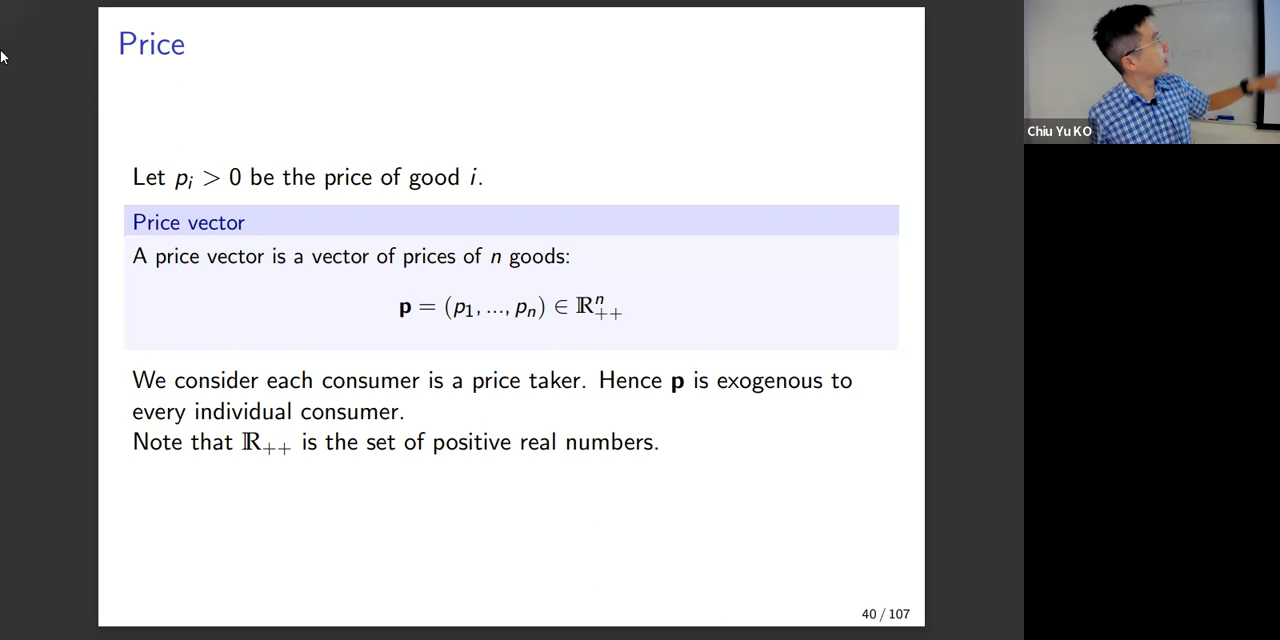 Price
Let pᵢ > 0 be the price of good i.
Price vector
A price vector is a vector of prices of n goods:
p = (p₁, ..., pₙ) ∈ ℝⁿ₊₊
We consider each consumer is a price taker. Hence p is exogenous to
every individual consumer.
Note that ℝ₊₊ is the set of positive real numbers.
40 / 107
Chiu Yu KO